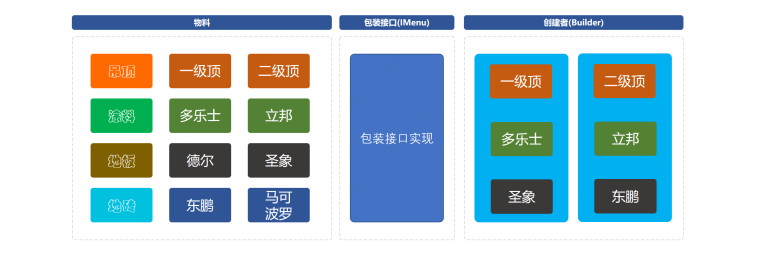 物料
包装接口(IMenu)
创建者(Builder)
吊顶
一级顶
二级顶
涂料
多乐士
立邦
地板
德尔
圣象
地砖
东鹏
马可
波罗
包装接口实现
一级顶
二级顶
多乐士
立邦
圣象
东鹏